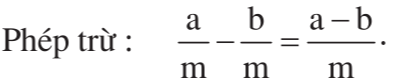 Phép trừ : a/m − b/m = (a − b)/m ·